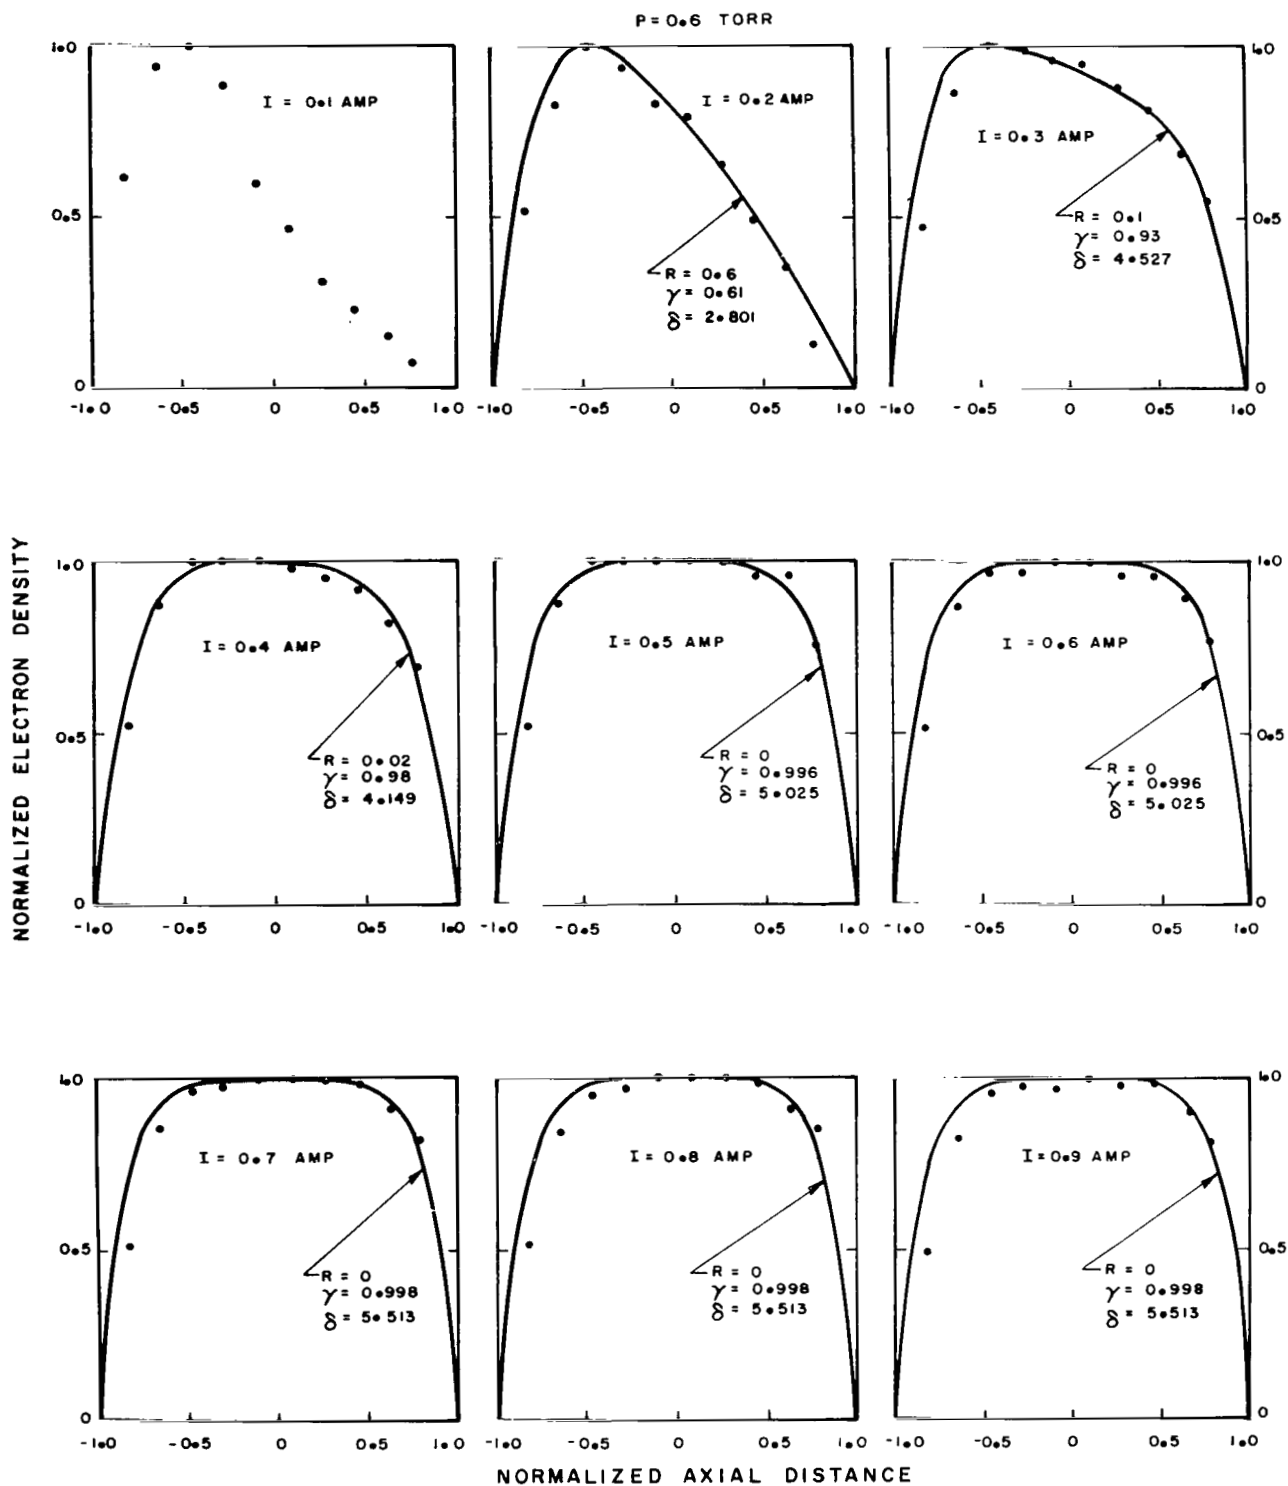 P = 0.6 TORR
1.0
I = 0.1 AMP
0.5
0
-1.0 -0.5 0 0.5 1.0
I = 0.2 AMP
R = 0.6
γ = 0.61
δ = 2.801
-1.0 -0.5 0 0.5 1.0
1.0
I = 0.3 AMP
R = 0.1
γ = 0.93
δ = 4.527
0.5
0
-1.0 -0.5 0 0.5 1.0
NORMALIZED ELECTRON DENSITY
1.0
I = 0.4 AMP
0.5
R = 0.02
γ = 0.98
δ = 4.149
0
-1.0 -0.5 0 0.5 1.0
I = 0.5 AMP
R = 0
γ = 0.996
δ = 5.025
-1.0 -0.5 0 0.5 1.0
1.0
I = 0.6 AMP
0.5
R = 0
γ = 0.996
δ = 5.025
0
-1.0 -0.5 0 0.5 1.0
1.0
I = 0.7 AMP
0.5
R = 0
γ = 0.998
δ = 5.513
0
-1.0 -0.5 0 0.5 1.0
I = 0.8 AMP
R = 0
γ = 0.998
δ = 5.513
-1.0 -0.5 0 0.5 1.0
1.0
I = 0.9 AMP
0.5
R = 0
γ = 0.998
δ = 5.513
0
-1.0 -0.5 0 0.5 1.0
NORMALIZED AXIAL DISTANCE